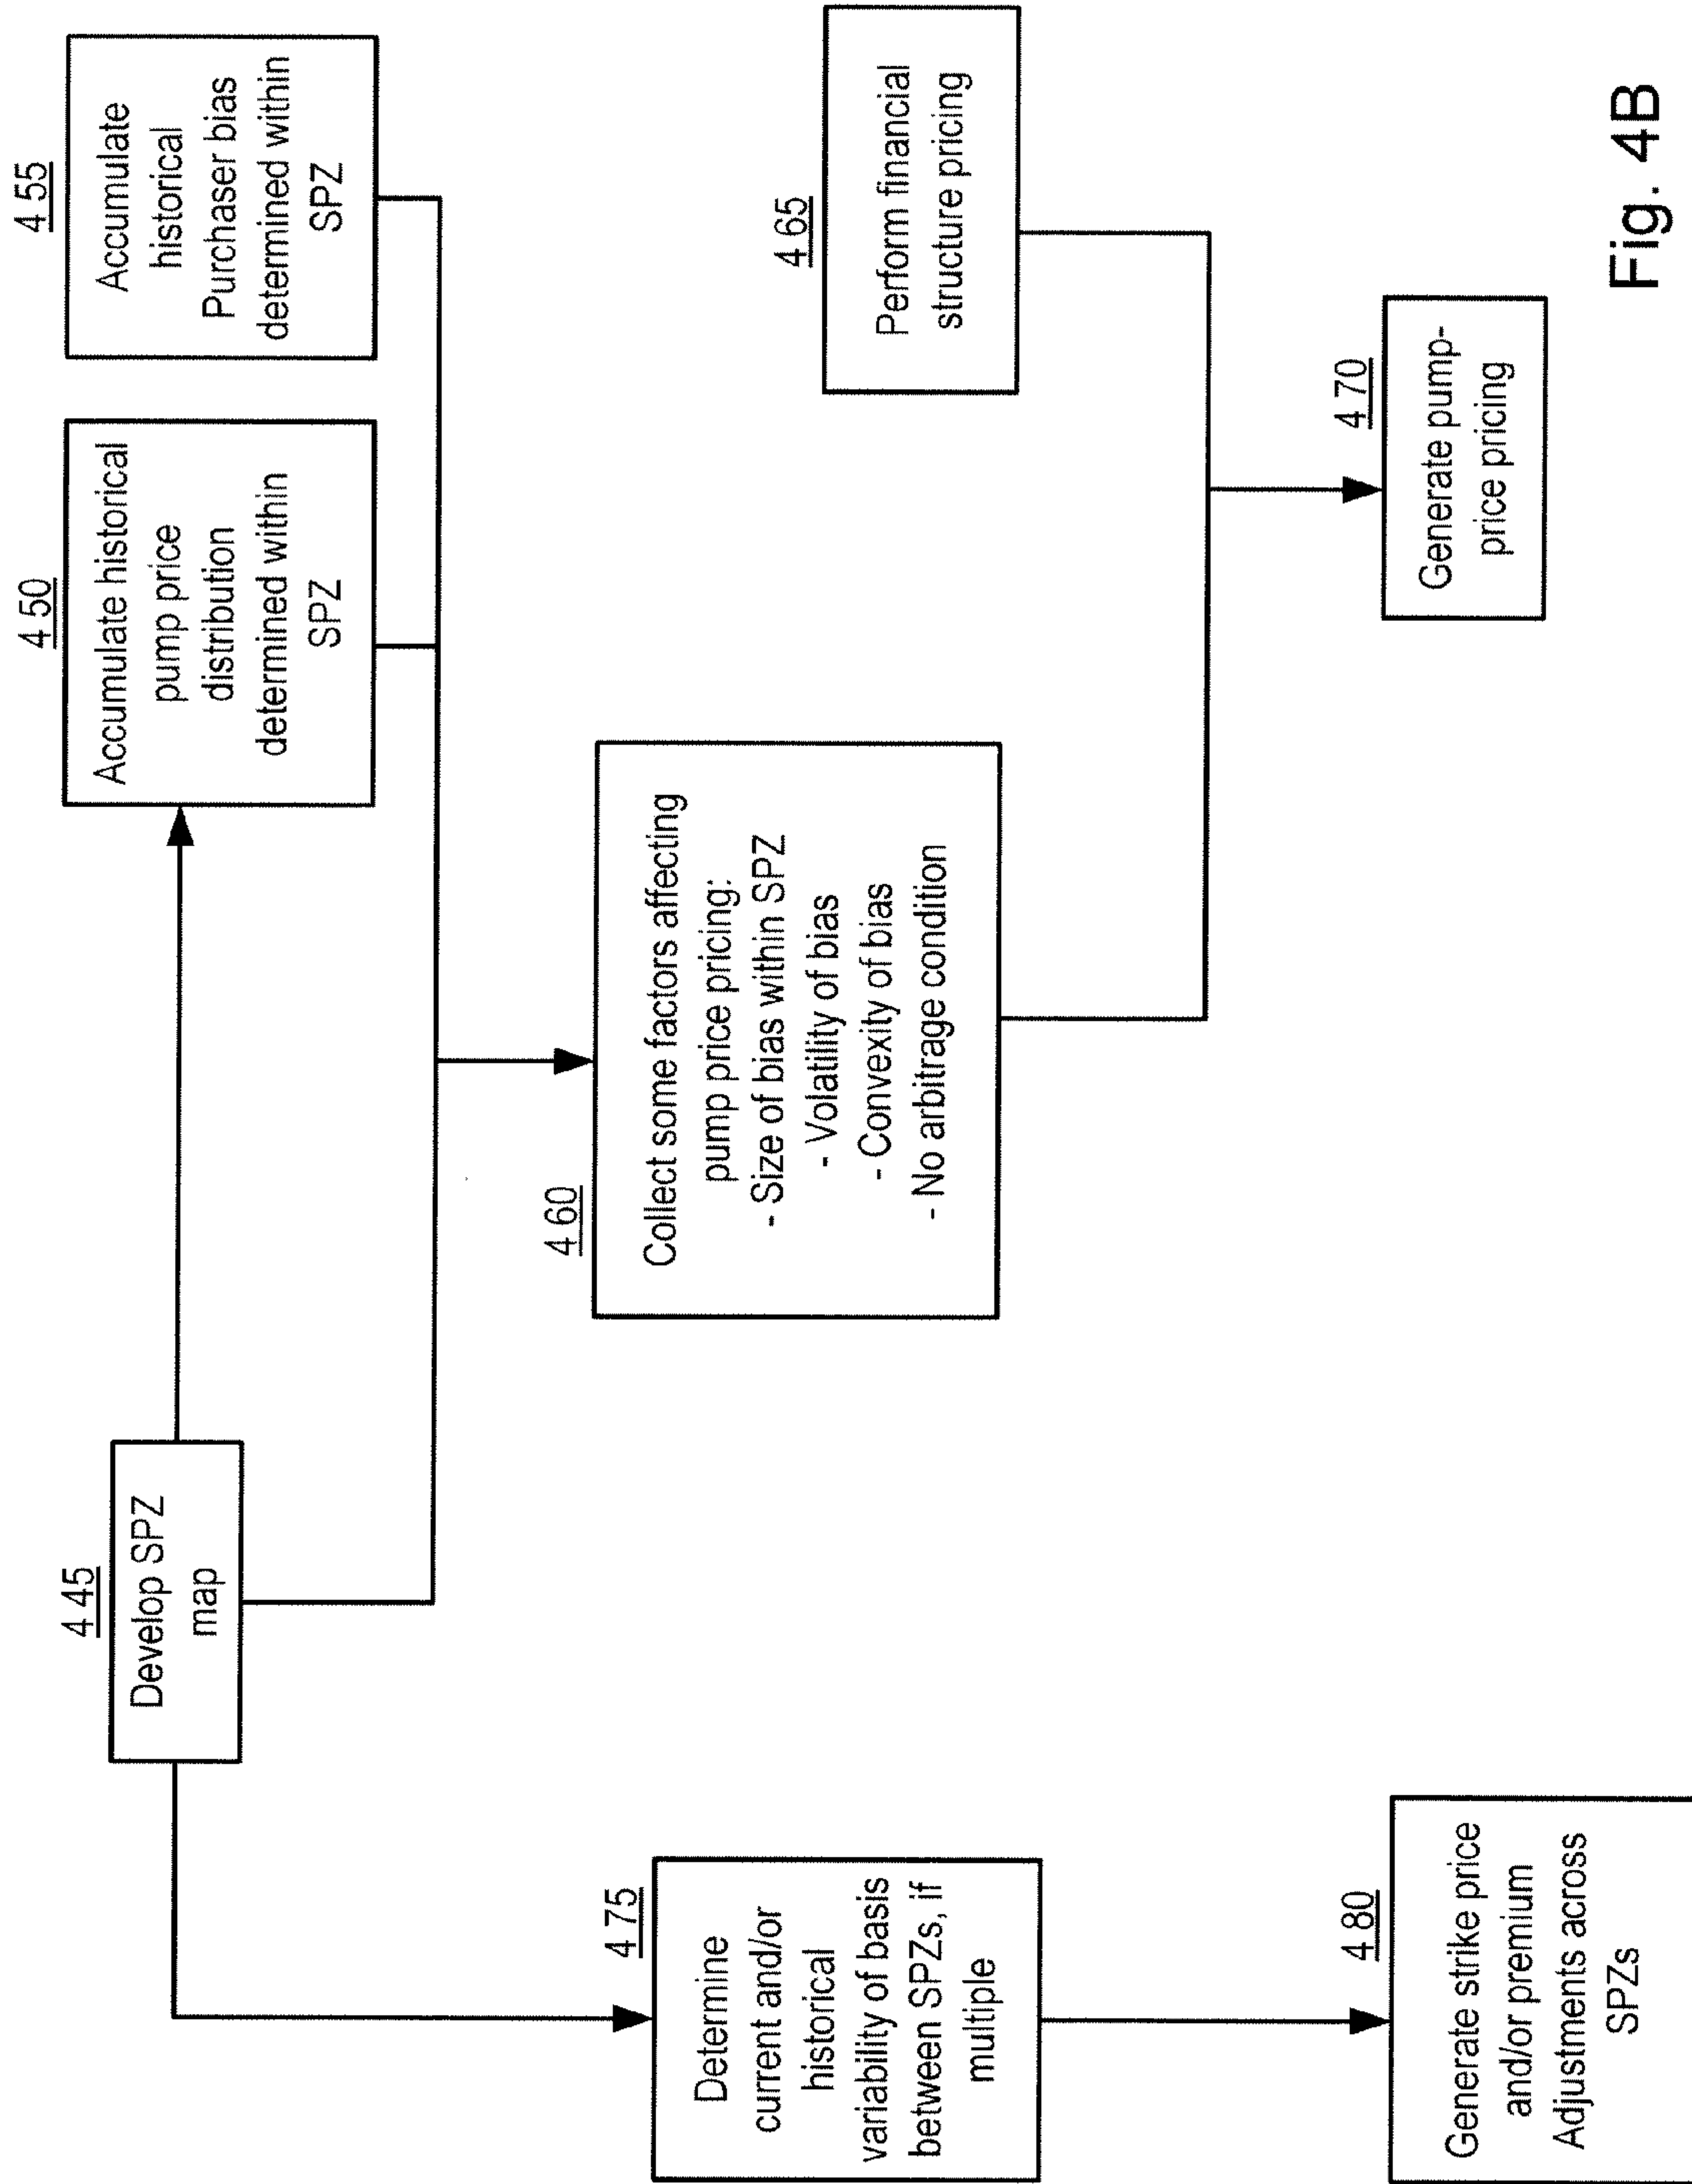 4 45
Develop SPZ
map
4 50
Accumulate historical
pump price
distribution
determined within
SPZ
4 55
Accumulate
historical
Purchaser bias
determined within
SPZ
4 75
Determine
current and/or
historical
variability of basis
between SPZs, if
multiple
4 60
Collect some factors affecting
pump price pricing:
- Size of bias within SPZ
- Volatility of bias
- Convexity of bias
- No arbitrage condition
4 65
Perform financial
structure pricing
4 80
Generate strike price
and/or premium
Adjustments across
SPZs
4 70
Generate pump-
price pricing
Fig. 4B